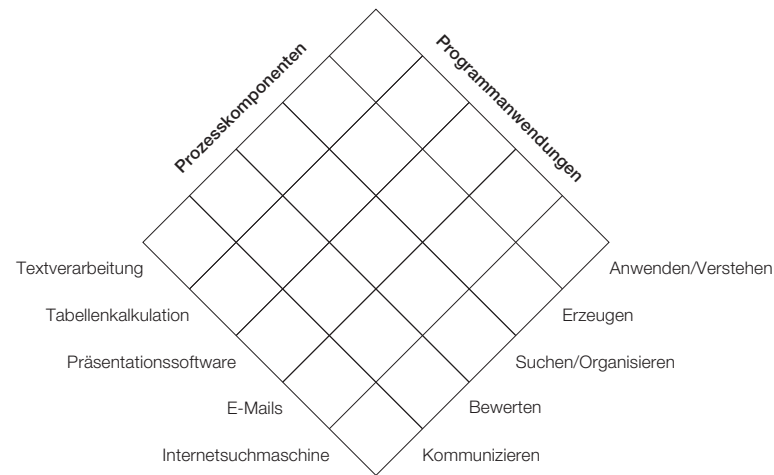 Prozesskomponenten
Programmanwendungen
Textverarbeitung
Anwenden/Verstehen
Tabellenkalkulation
Erzeugen
Präsentationssoftware
Suchen/Organisieren
E-Mails
Bewerten
Internetsuchmaschine
Kommunizieren